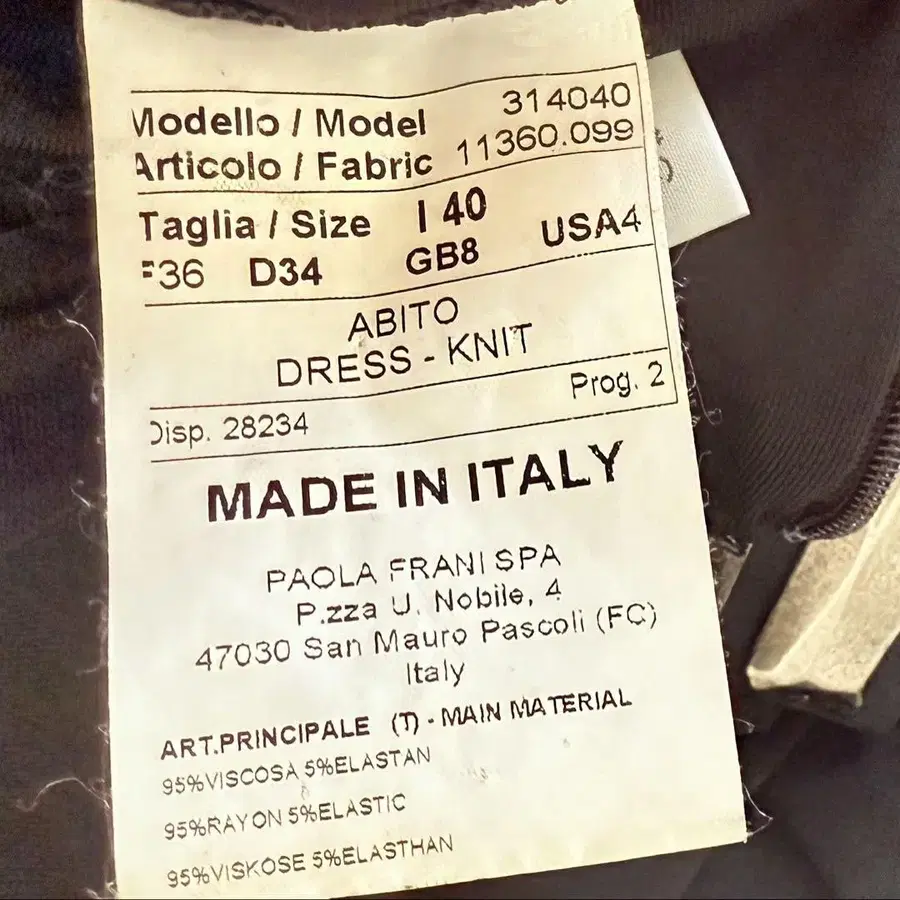 Modello / Model 314040
Articolo / Fabric 11360.099
Taglia / Size I 40
F36 D34 GB8 USA4
ABITO
DRESS - KNIT
Prog. 2
Disp. 28234
MADE IN ITALY
PAOLA FRANI SPA
P.zza U. Nobile, 4
47030 San Mauro Pascoli (FC)
Italy
ART.PRINCIPALE (T) - MAIN MATERIAL
95%VISCOSA 5%ELASTAN
95%RAYON 5%ELASTIC
95%VISKOSE 5%ELASTHAN